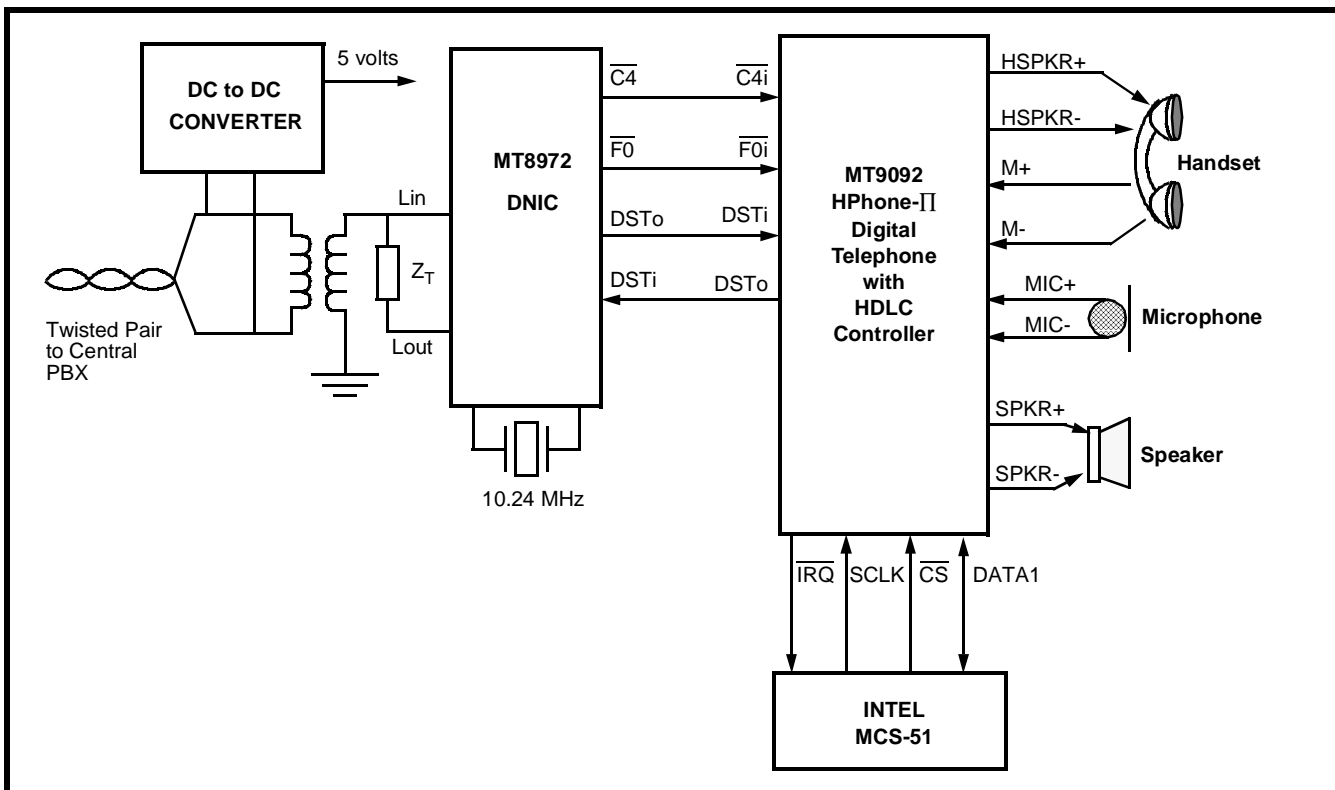 5 volts
DC to DC
CONVERTER
Twisted Pair
to Central
PBX
Lin
Z_T
Lout
MT8972
DNIC
10.24 MHz
C4̅ C4i̅
F0̅ F0i̅
DSTo DSTi
DSTi DSTo
MT9092
HPhone-Π
Digital
Telephone
with
HDLC
Controller
HSPKR+
HSPKR-
M+
M-
Handset
MIC+
MIC-
Microphone
SPKR+
SPKR-
Speaker
IRQ̅ SCLK CS̅ DATA1
INTEL
MCS-51